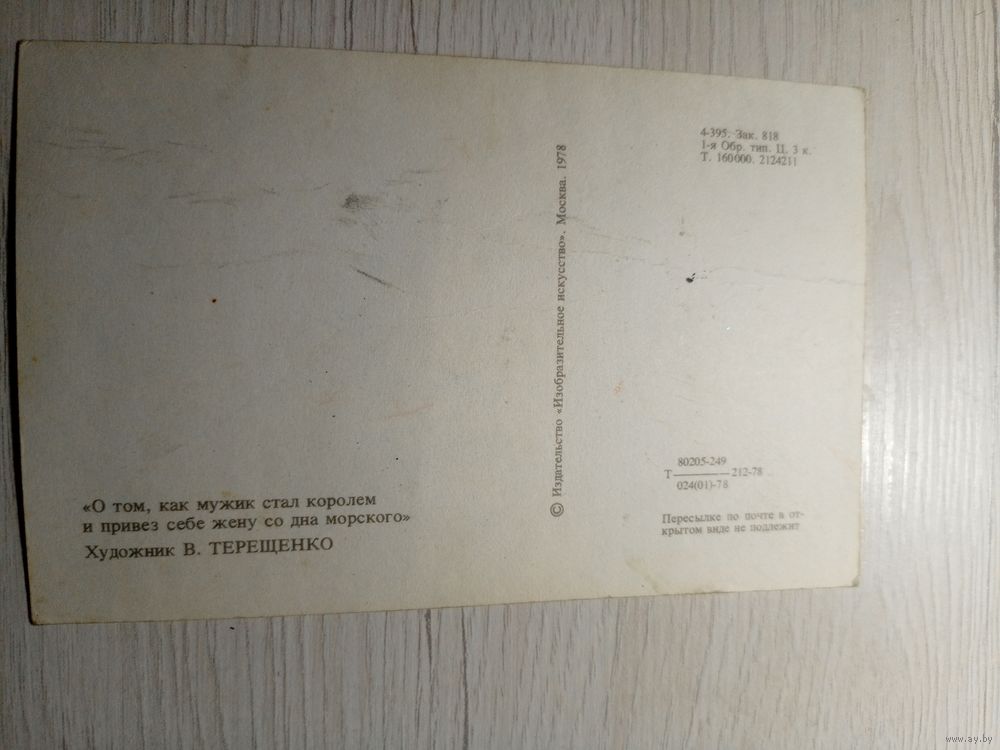 «О том, как мужик стал королем
и привез себе жену со дна морского»
Художник В. ТЕРЕЩЕНКО
© Издательство «Изобразительное искусство». Москва. 1978
4-395. Зак. 818
1-я Обр. тип. Ц. 3 к.
Т. 160000. 2124211
80205-249
Т 212-78
024(01)-78
Пересылке по почте в от-
крытом виде не подлежит
www.ay.by